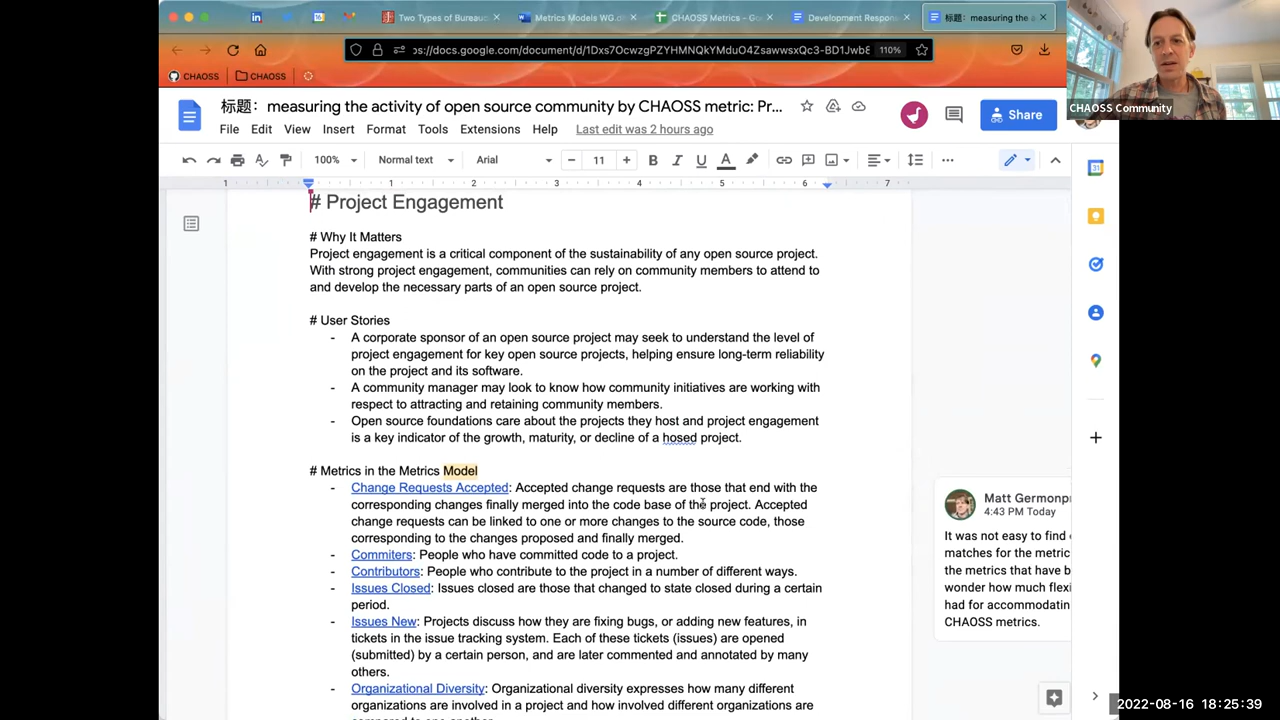 Two Types of Bureau
Metrics Models WG.d
CHAOSS Metrics - Go
Development Respon
标题: measuring the a
:ps://docs.google.com/document/d/1Dxs7OcwzgPZYHMNQkYMduO4ZsawwsxQc3-BD1Jwb8
110%
CHAOSS
CHAOSS
CHAOSS Community
标题: measuring the activity of open source community by CHAOSS metric: Pr...
File Edit View Insert Format Tools Extensions Help Last edit was 2 hours ago
Share
100% Normal text Arial 11
1 1 2 3 4 5 6 7
# Project Engagement
# Why It Matters
Project engagement is a critical component of the sustainability of any open source project.
With strong project engagement, communities can rely on community members to attend to
and develop the necessary parts of an open source project.
# User Stories
- A corporate sponsor of an open source project may seek to understand the level of
project engagement for key open source projects, helping ensure long-term reliability
on the project and its software.
- A community manager may look to know how community initiatives are working with
respect to attracting and retaining community members.
- Open source foundations care about the projects they host and project engagement
is a key indicator of the growth, maturity, or decline of a hosed project.
# Metrics in the Metrics Model
- Change Requests Accepted: Accepted change requests are those that end with the
corresponding changes finally merged into the code base of the project. Accepted
change requests can be linked to one or more changes to the source code, those
corresponding to the changes proposed and finally merged.
- Commiters: People who have committed code to a project.
- Contributors: People who contribute to the project in a number of different ways.
- Issues Closed: Issues closed are those that changed to state closed during a certain
period.
- Issues New: Projects discuss how they are fixing bugs, or adding new features, in
tickets in the issue tracking system. Each of these tickets (issues) are opened
(submitted) by a certain person, and are later commented and annotated by many
others.
- Organizational Diversity: Organizational diversity expresses how many different
organizations are involved in a project and how involved different organizations are
compared to one another.
Matt Germonpr
4:43 PM Today
It was not easy to find
matches for the metric
the metrics that have b
wonder how much flexi
had for accommodatin
CHAOSS metrics.
2022-08-16 18:25:39